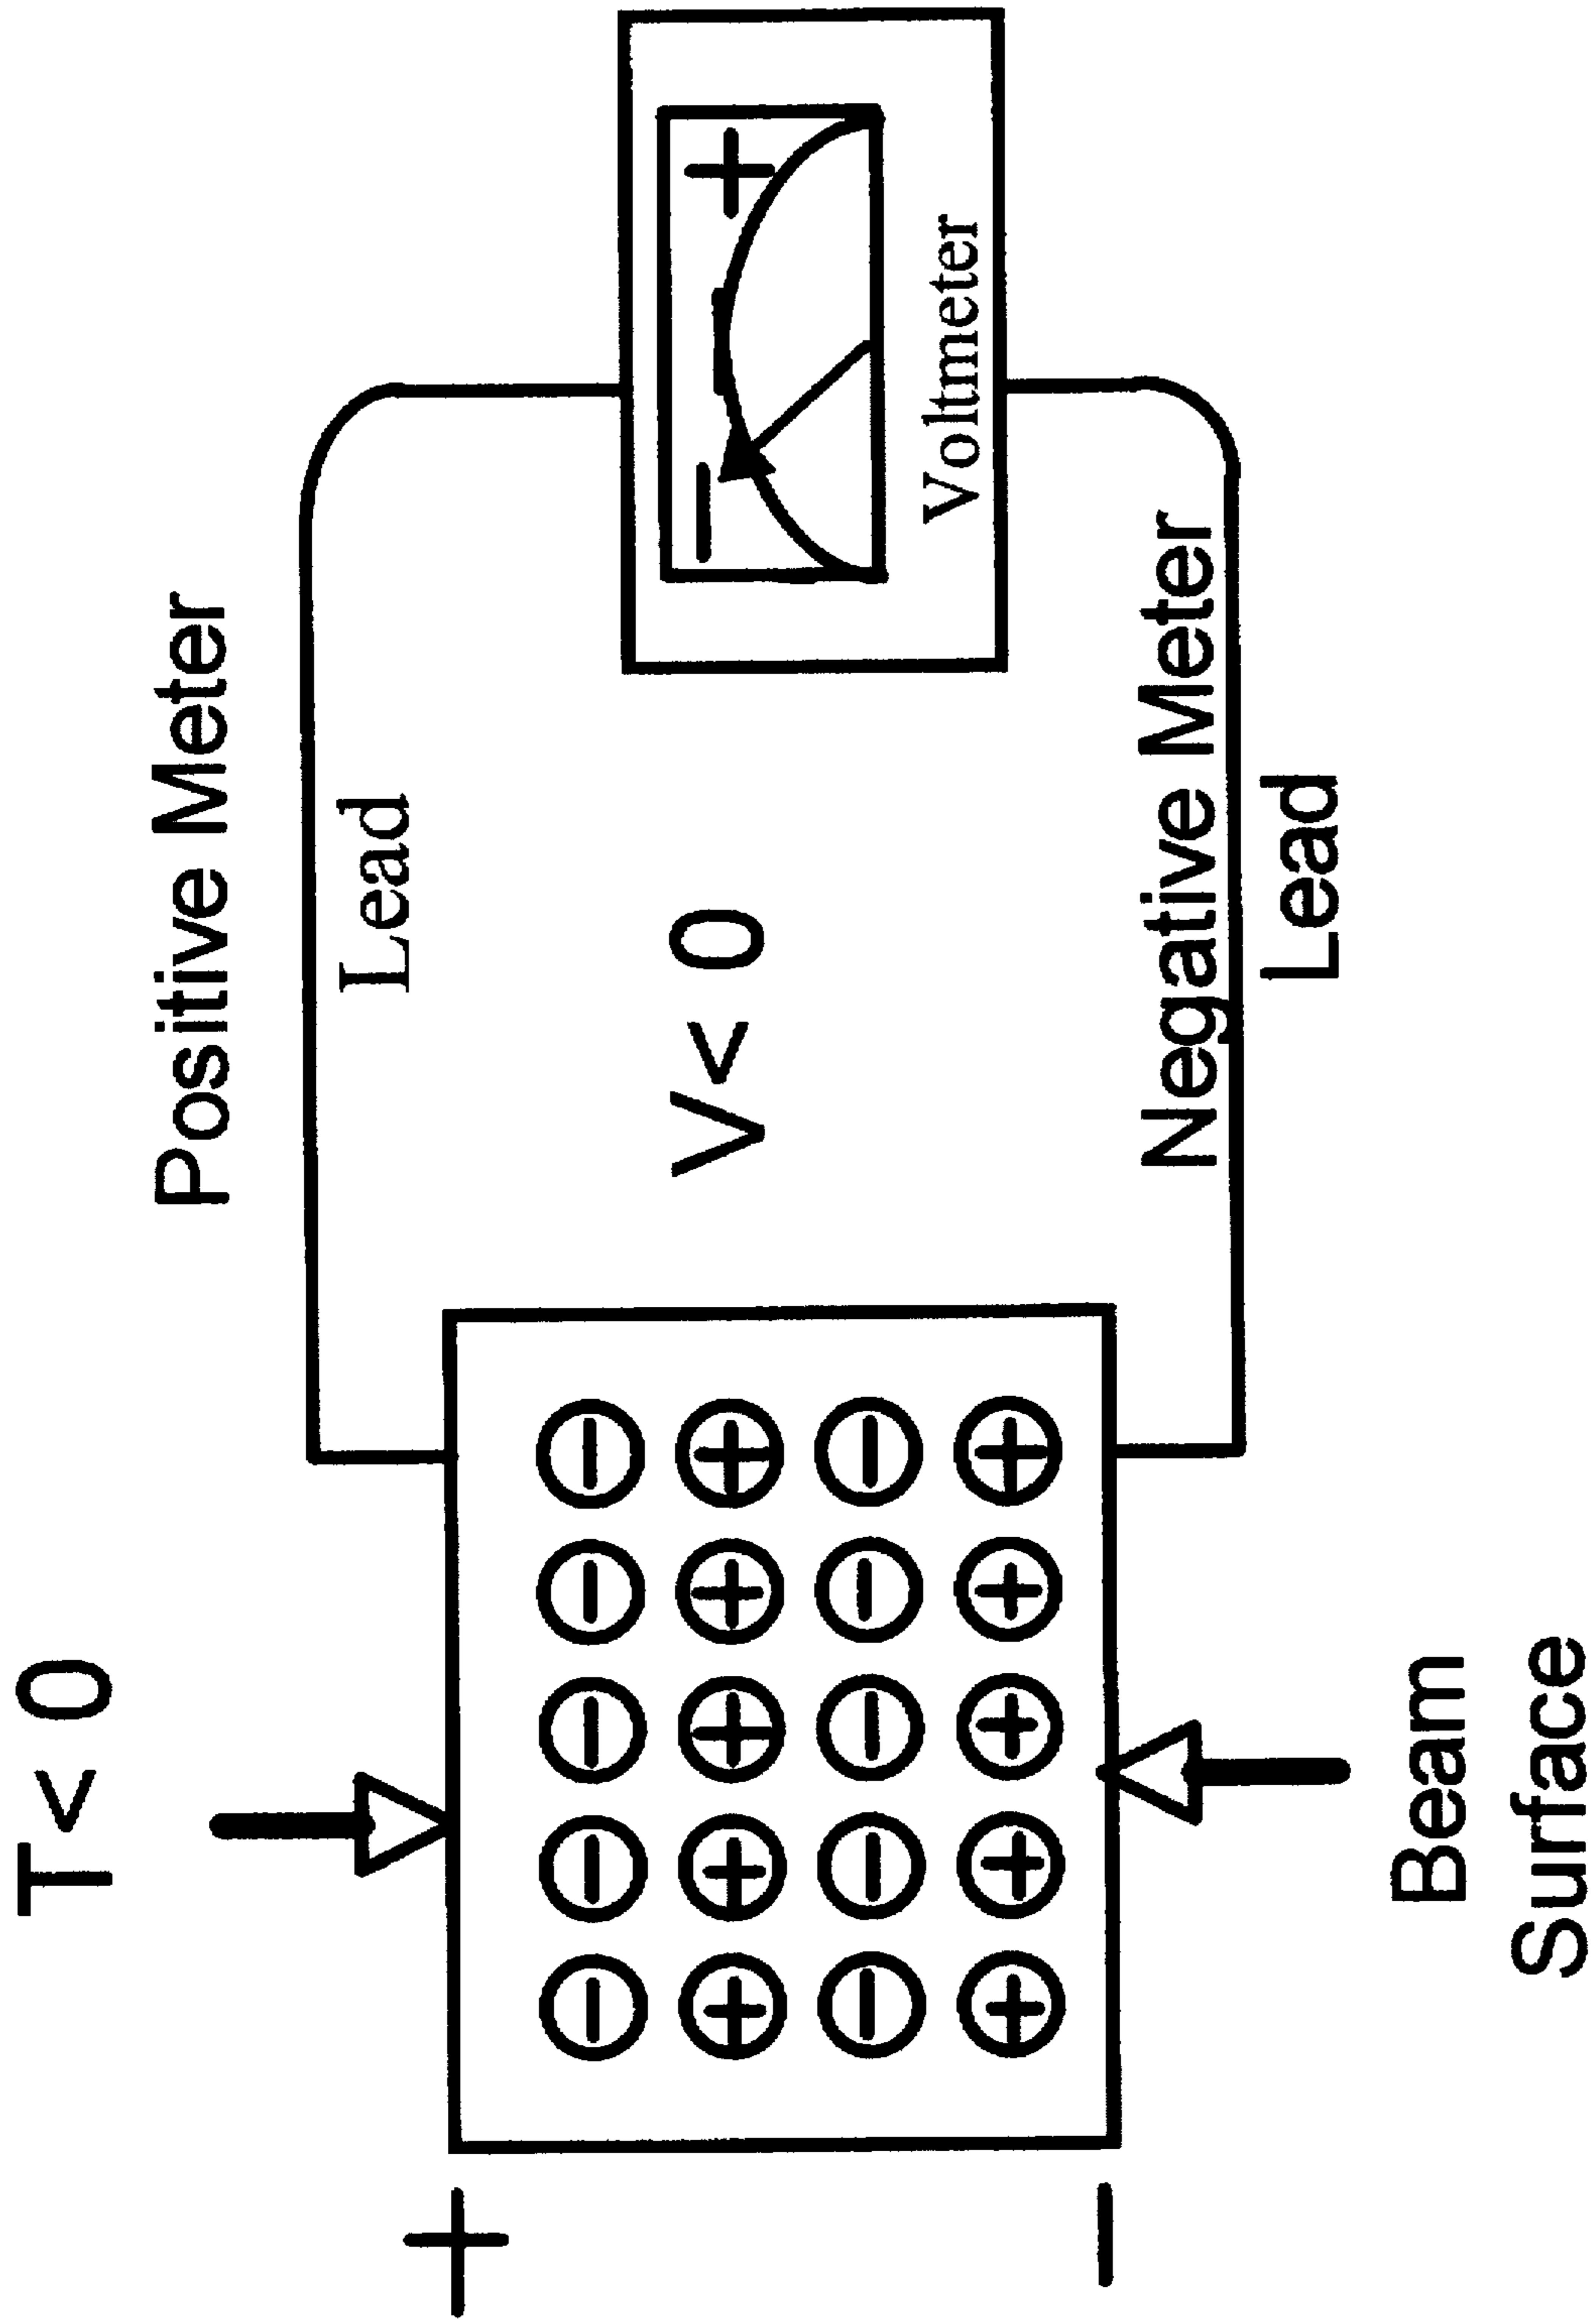 T < 0
Positive Meter
Lead
+
⊖ ⊖ ⊖ ⊖ ⊖
⊕ ⊕ ⊕ ⊕ ⊕
⊖ ⊖ ⊖ ⊖ ⊖
⊕ ⊕ ⊕ ⊕ ⊕
V < 0
− +
Voltmeter
−
Negative Meter
Lead
Beam
Surface